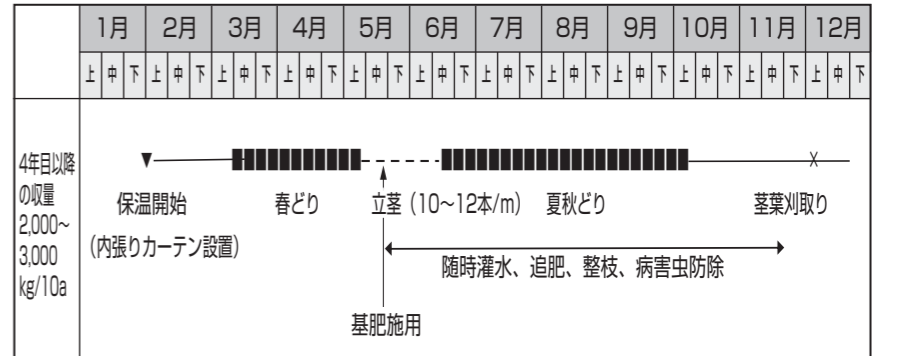 1月 2月 3月 4月 5月 6月 7月 8月 9月 10月 11月 12月
上 中 下 上 中 下 上 中 下 上 中 下 上 中 下 上 中 下 上 中 下 上 中 下 上 中 下 上 中 下 上 中 下 上 中 下
4年目以降
の収量
2,000~
3,000
kg/10a
保温開始 春どり 立茎(10~12本/m) 夏秋どり 茎葉刈取り
(内張りカーテン設置)
随時灌水、追肥、整枝、病害虫防除
基肥施用